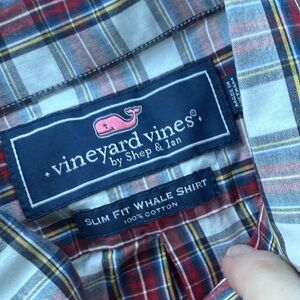 vineyard vines®
by Shep & Ian
SLIM FIT WHALE SHIRT
100% COTTON